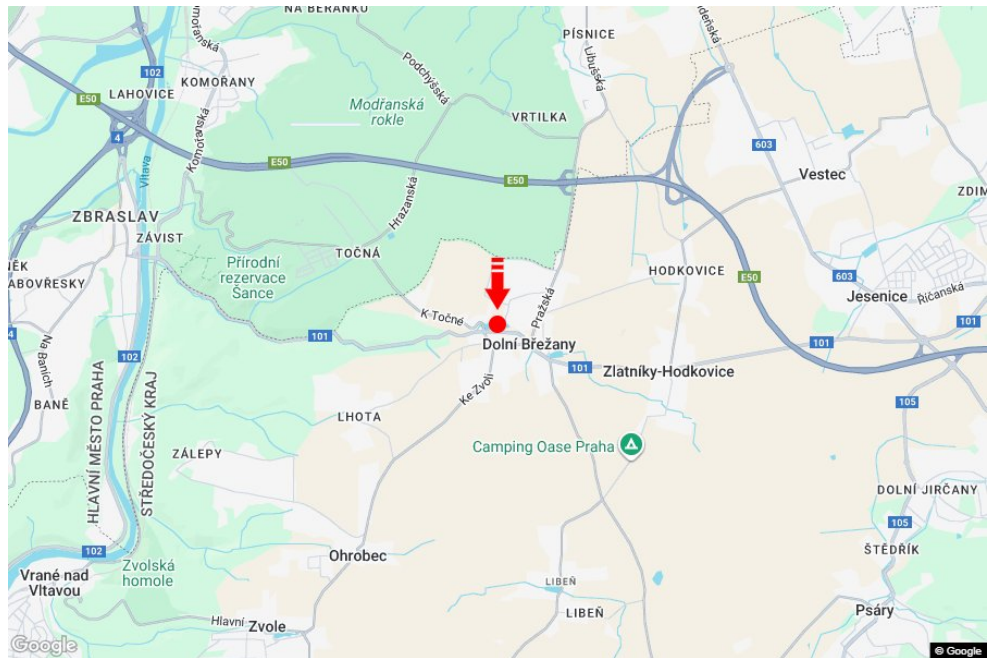 NA BERÁNKU
PÍSNICE
102
KOMOŘANY
Podchýšská
Libušská
LAHOVICE
E50
Modřanská
rokle
VRTILKA
4
Komořanská
603
Vltava
E50
E50
Vestec
ZBRASLAV
Hrazanská
ZÁVIST
TOČNÁ
Přírodní
rezervace
Šance
HODKOVICE
E50
603
Jesenice
Říčanská
K Točné
Pražská
101
101
101
102
Dolní Břežany
101
Zlatníky-Hodkovice
4
Na Baních
BANĚ
Ke Zvoli
105
LHOTA
HLAVNÍ MĚSTO PRAHA
STŘEDOČESKÝ KRAJ
ZÁLEPY
Camping Oase Praha
DOLNÍ JIRČANY
105
102
102
ŠTĚDŘÍK
Ohrobec
Zvolská
homole
Vrané nad
Vltavou
LIBEŇ
LIBEŇ
Psáry
Hlavní
Zvole
Google
© Google